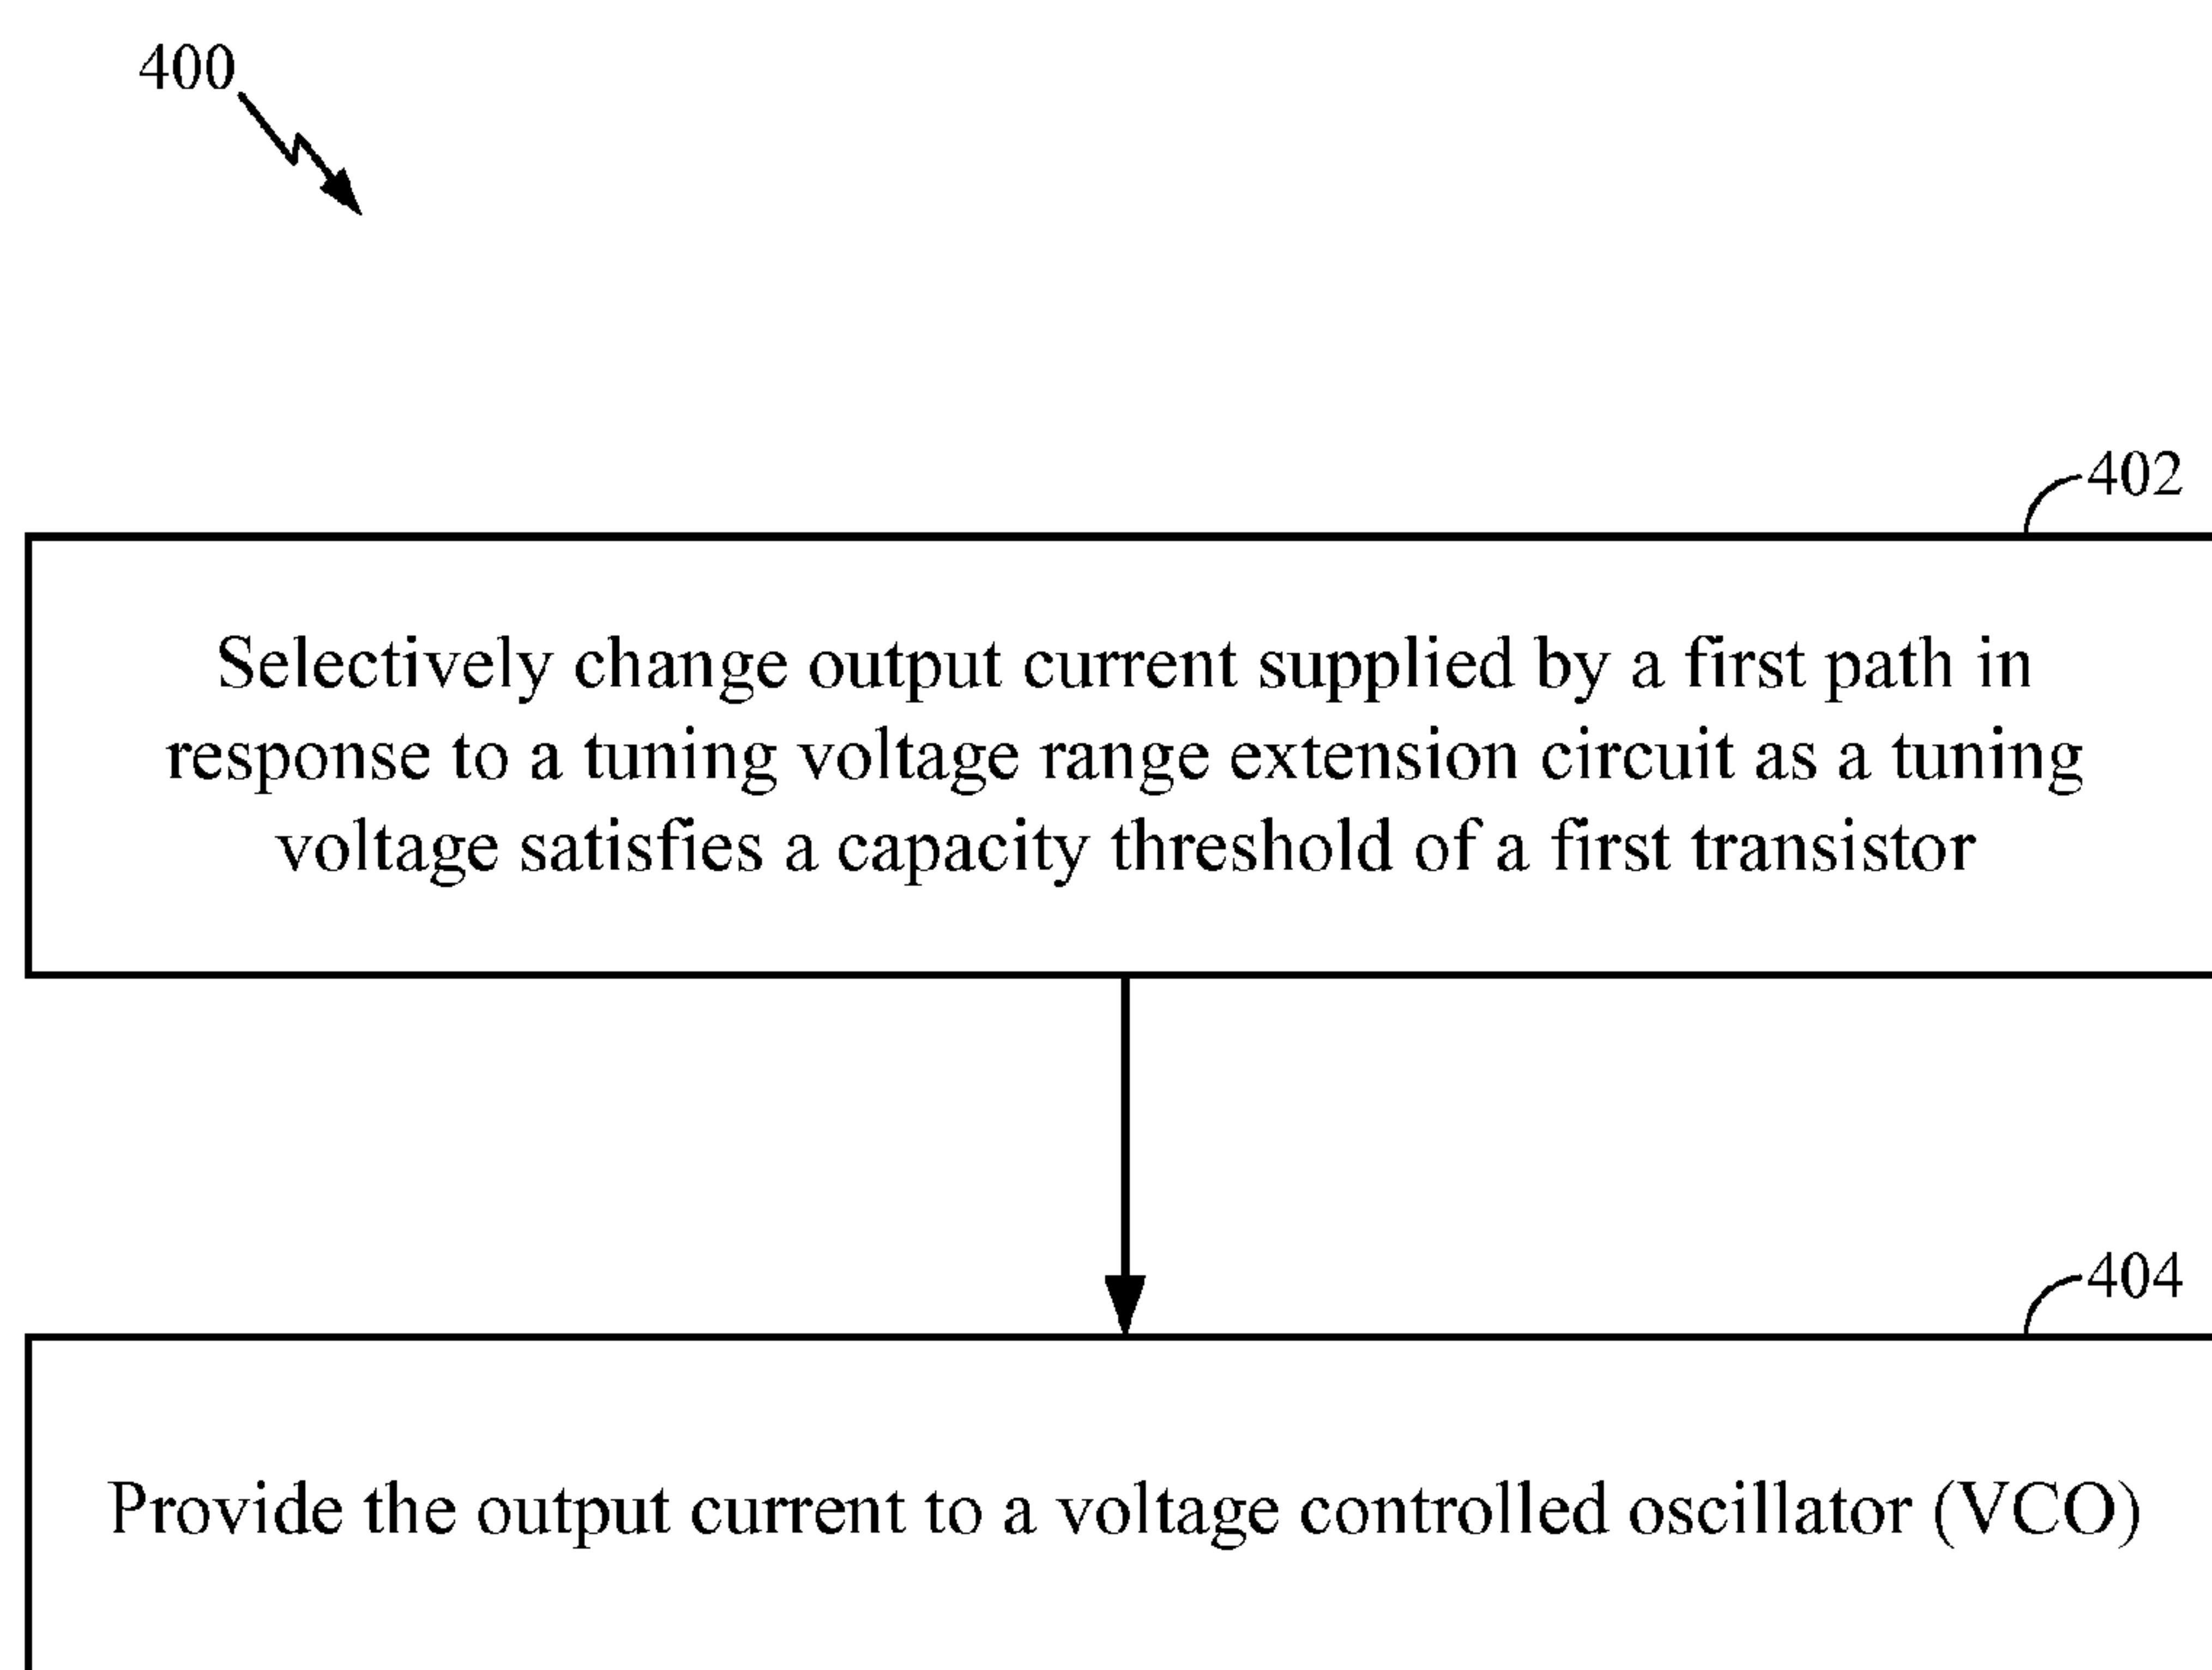 400
402
Selectively change output current supplied by a first path in
response to a tuning voltage range extension circuit as a tuning
voltage satisfies a capacity threshold of a first transistor
404
Provide the output current to a voltage controlled oscillator (VCO)